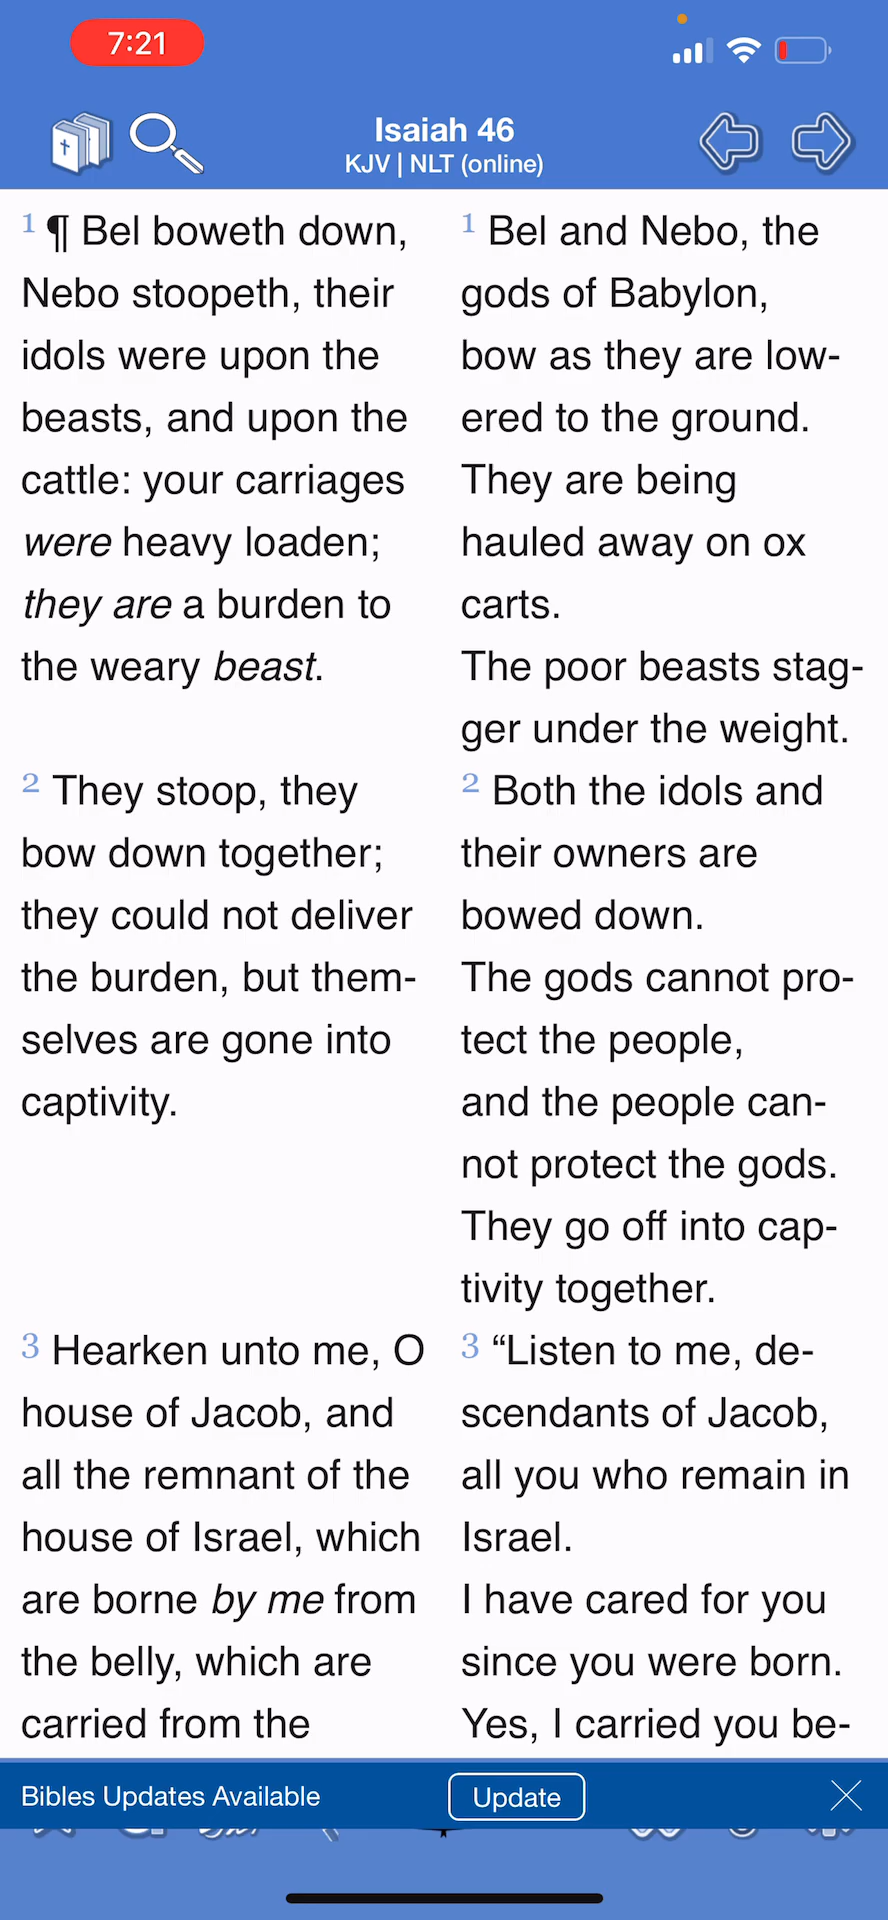 7:21
Isaiah 46
KJV | NLT (online)
1 ¶ Bel boweth down,
Nebo stoopeth, their
idols were upon the
beasts, and upon the
cattle: your carriages
were heavy loaden;
they are a burden to
the weary beast.
2 They stoop, they
bow down together;
they could not deliver
the burden, but them-
selves are gone into
captivity.
3 Hearken unto me, O
house of Jacob, and
all the remnant of the
house of Israel, which
are borne by me from
the belly, which are
carried from the
1 Bel and Nebo, the
gods of Babylon,
bow as they are low-
ered to the ground.
They are being
hauled away on ox
carts.
The poor beasts stag-
ger under the weight.
2 Both the idols and
their owners are
bowed down.
The gods cannot pro-
tect the people,
and the people can-
not protect the gods.
They go off into cap-
tivity together.
3 “Listen to me, de-
scendants of Jacob,
all you who remain in
Israel.
I have cared for you
since you were born.
Yes, I carried you be-
Bibles Updates Available
Update